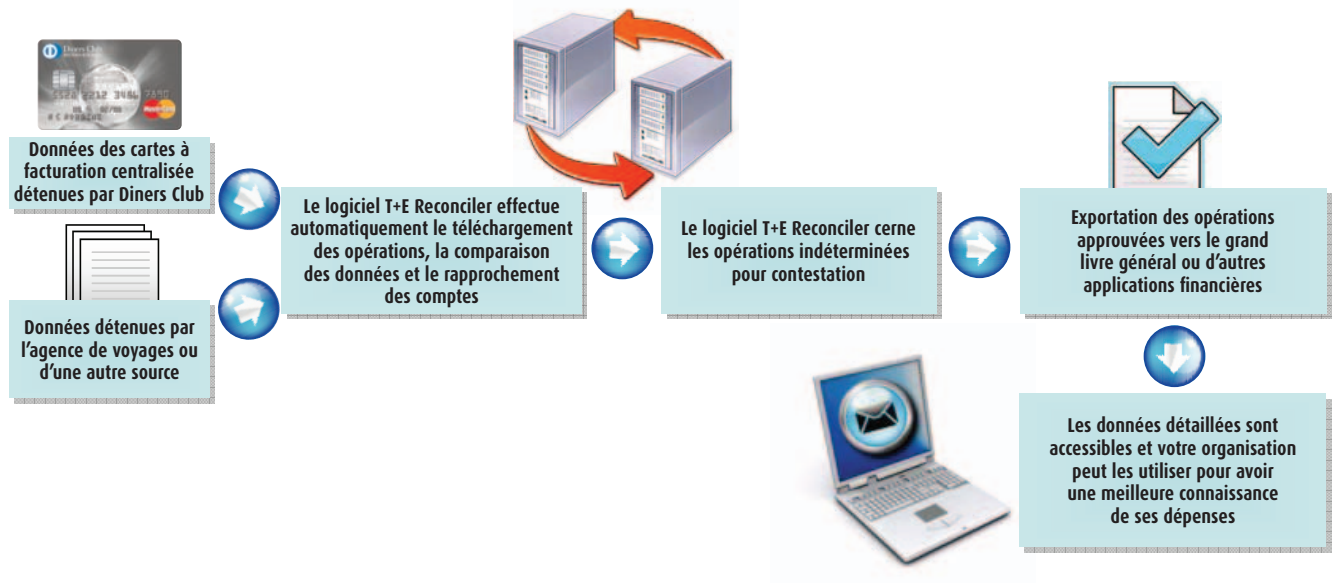 Diners Club
Données des cartes à
facturation centralisée
détenues par Diners Club
Données détenues par
l’agence de voyages ou
d’une autre source
Le logiciel T+E Reconciler effectue
automatiquement le téléchargement
des opérations, la comparaison
des données et le rapprochement
des comptes
Le logiciel T+E Reconciler cerne
les opérations indéterminées
pour contestation
Exportation des opérations
approuvées vers le grand
livre général ou d’autres
applications financières
Les données détaillées sont
accessibles et votre organisation
peut les utiliser pour avoir
une meilleure connaissance
de ses dépenses